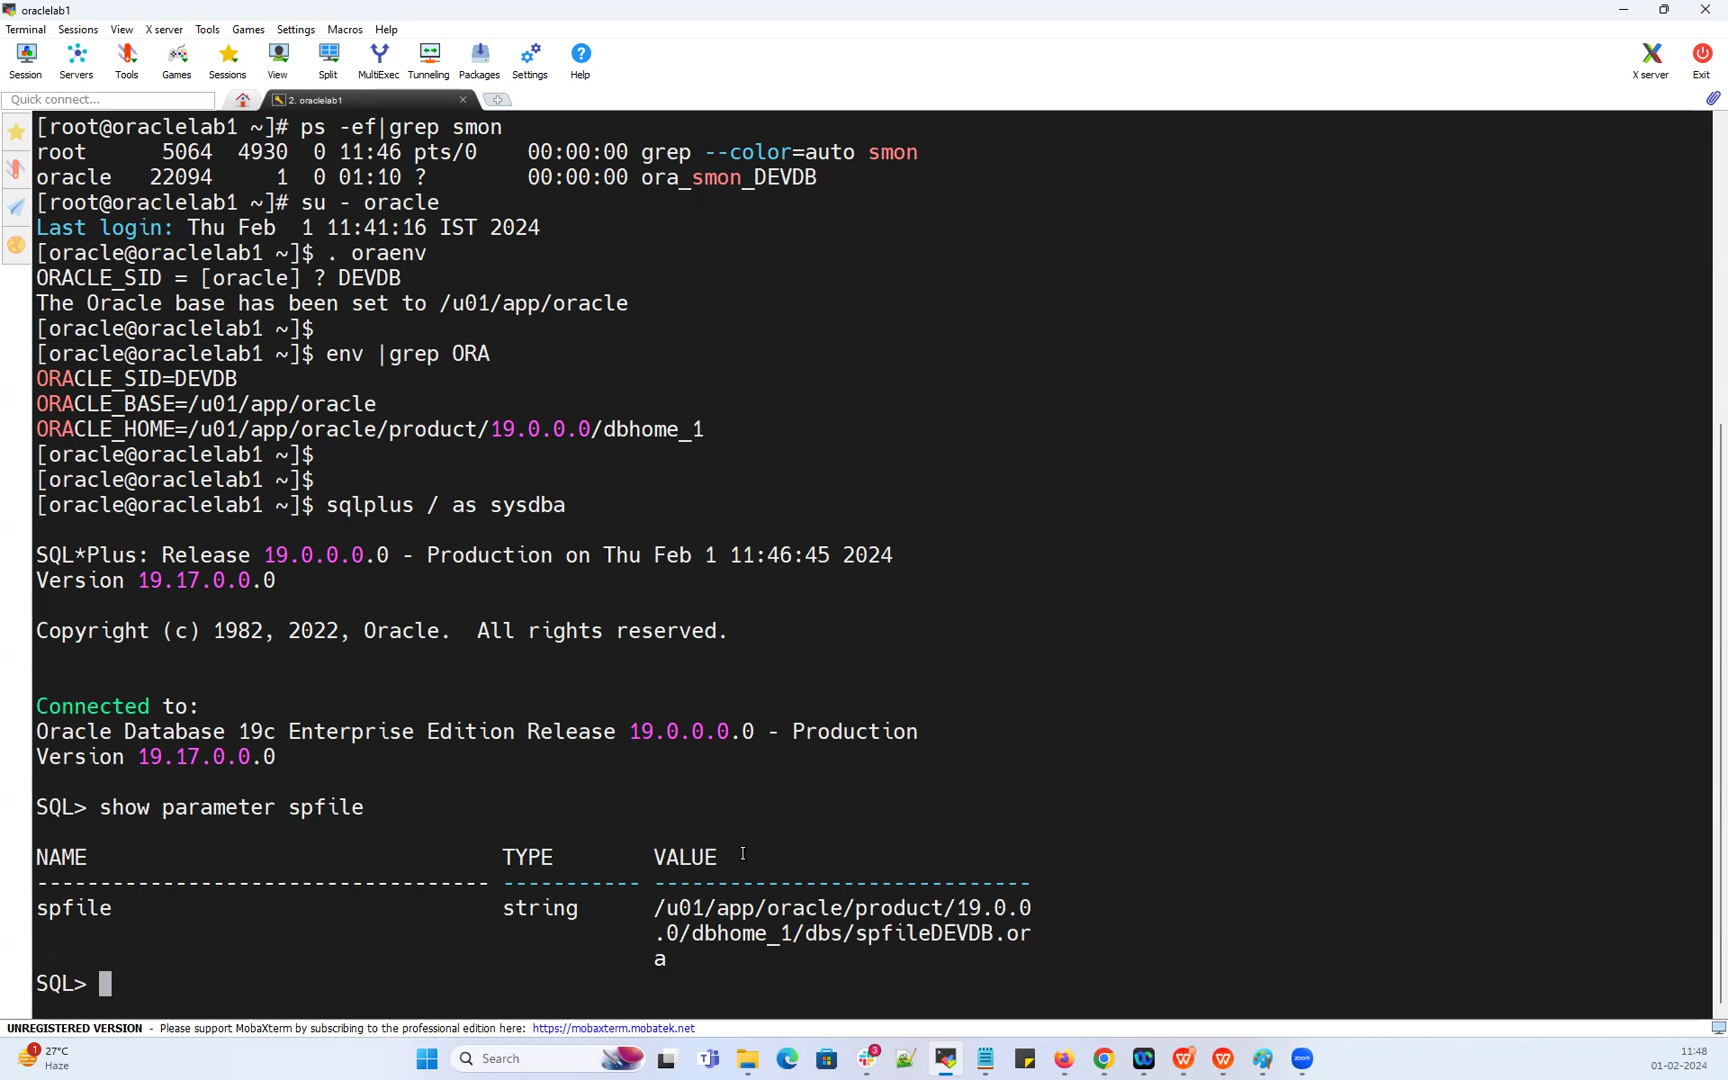 oraclelab1
Terminal Sessions View X server Tools Games Settings Macros Help
Session Servers Tools Games Sessions View Split MultiExec Tunneling Packages Settings Help X server Exit
Quick connect... 2. oraclelab1
[root@oraclelab1 ~]# ps -ef|grep smon
root 5064 4930 0 11:46 pts/0 00:00:00 grep --color=auto smon
oracle 22094 1 0 01:10 ? 00:00:00 ora_smon_DEVDB
[root@oraclelab1 ~]# su - oracle
Last login: Thu Feb 1 11:41:16 IST 2024
[oracle@oraclelab1 ~]$ . oraenv
ORACLE_SID = [oracle] ? DEVDB
The Oracle base has been set to /u01/app/oracle
[oracle@oraclelab1 ~]$
[oracle@oraclelab1 ~]$ env |grep ORA
ORACLE_SID=DEVDB
ORACLE_BASE=/u01/app/oracle
ORACLE_HOME=/u01/app/oracle/product/19.0.0.0/dbhome_1
[oracle@oraclelab1 ~]$
[oracle@oraclelab1 ~]$
[oracle@oraclelab1 ~]$ sqlplus / as sysdba
SQL*Plus: Release 19.0.0.0.0 - Production on Thu Feb 1 11:46:45 2024
Version 19.17.0.0.0
Copyright (c) 1982, 2022, Oracle. All rights reserved.
Connected to:
Oracle Database 19c Enterprise Edition Release 19.0.0.0.0 - Production
Version 19.17.0.0.0
SQL> show parameter spfile
NAME TYPE VALUE
------------------------------------ ----------- ------------------------------
spfile string /u01/app/oracle/product/19.0.0
.0/dbhome_1/dbs/spfileDEVDB.or
a
SQL>
UNREGISTERED VERSION - Please support MobaXterm by subscribing to the professional edition here: https://mobaxterm.mobatek.net
1 27°C
Haze
Search
3
zoom
11:48
01-02-2024